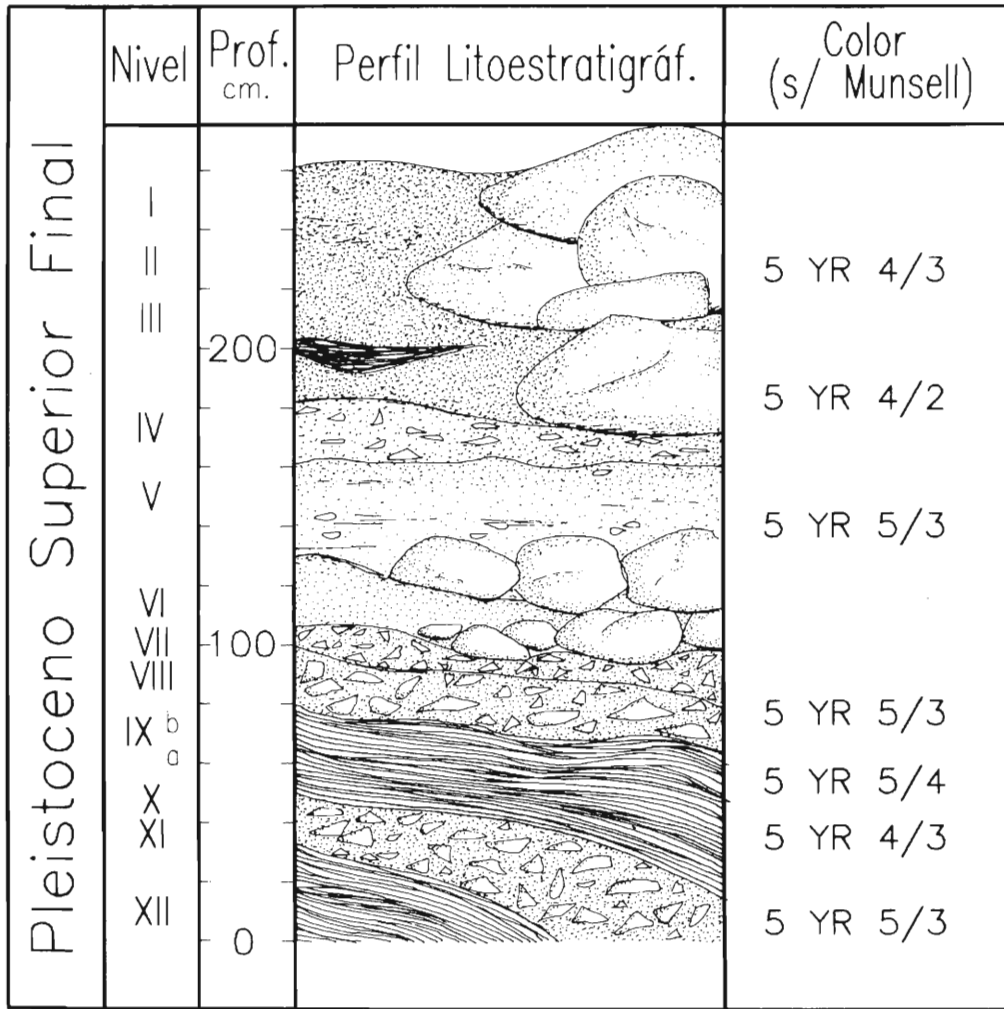 Pleistoceno Superior Final
Nivel
Prof.
cm.
Perfil Litoestratigráf.
Color
(s/ Munsell)
I
II
III
IV
V
VI
VII
VIII
IX b
a
X
XI
XII
200
100
0
5 YR 4/3
5 YR 4/2
5 YR 5/3
5 YR 5/3
5 YR 5/4
5 YR 4/3
5 YR 5/3